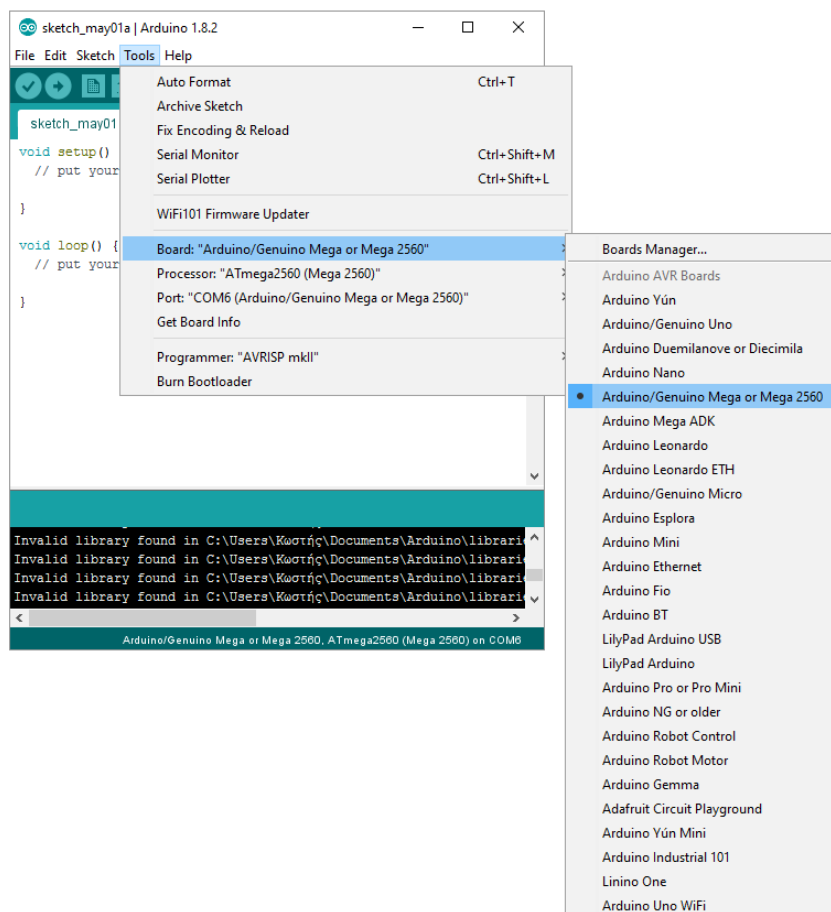 sketch_may01a | Arduino 1.8.2
File Edit Sketch Tools Help
sketch_may01
void setup()
// put your
}
void loop() {
// put your
}
Auto Format Ctrl+T
Archive Sketch
Fix Encoding & Reload
Serial Monitor Ctrl+Shift+M
Serial Plotter Ctrl+Shift+L
WiFi101 Firmware Updater
Board: "Arduino/Genuino Mega or Mega 2560"
Processor: "ATmega2560 (Mega 2560)"
Port: "COM6 (Arduino/Genuino Mega or Mega 2560)"
Get Board Info
Programmer: "AVRISP mkII"
Burn Bootloader
Boards Manager...
Arduino AVR Boards
Arduino Yún
Arduino/Genuino Uno
Arduino Duemilanove or Diecimila
Arduino Nano
Arduino/Genuino Mega or Mega 2560
Arduino Mega ADK
Arduino Leonardo
Arduino Leonardo ETH
Arduino/Genuino Micro
Arduino Esplora
Arduino Mini
Arduino Ethernet
Arduino Fio
Arduino BT
LilyPad Arduino USB
LilyPad Arduino
Arduino Pro or Pro Mini
Arduino NG or older
Arduino Robot Control
Arduino Robot Motor
Arduino Gemma
Adafruit Circuit Playground
Arduino Yún Mini
Arduino Industrial 101
Linino One
Arduino Uno WiFi
Invalid library found in C:\Users\Κωστής\Documents\Arduino\librari
Invalid library found in C:\Users\Κωστής\Documents\Arduino\librari
Invalid library found in C:\Users\Κωστής\Documents\Arduino\librari
Invalid library found in C:\Users\Κωστής\Documents\Arduino\librari
Arduino/Genuino Mega or Mega 2560, ATmega2560 (Mega 2560) on COM6